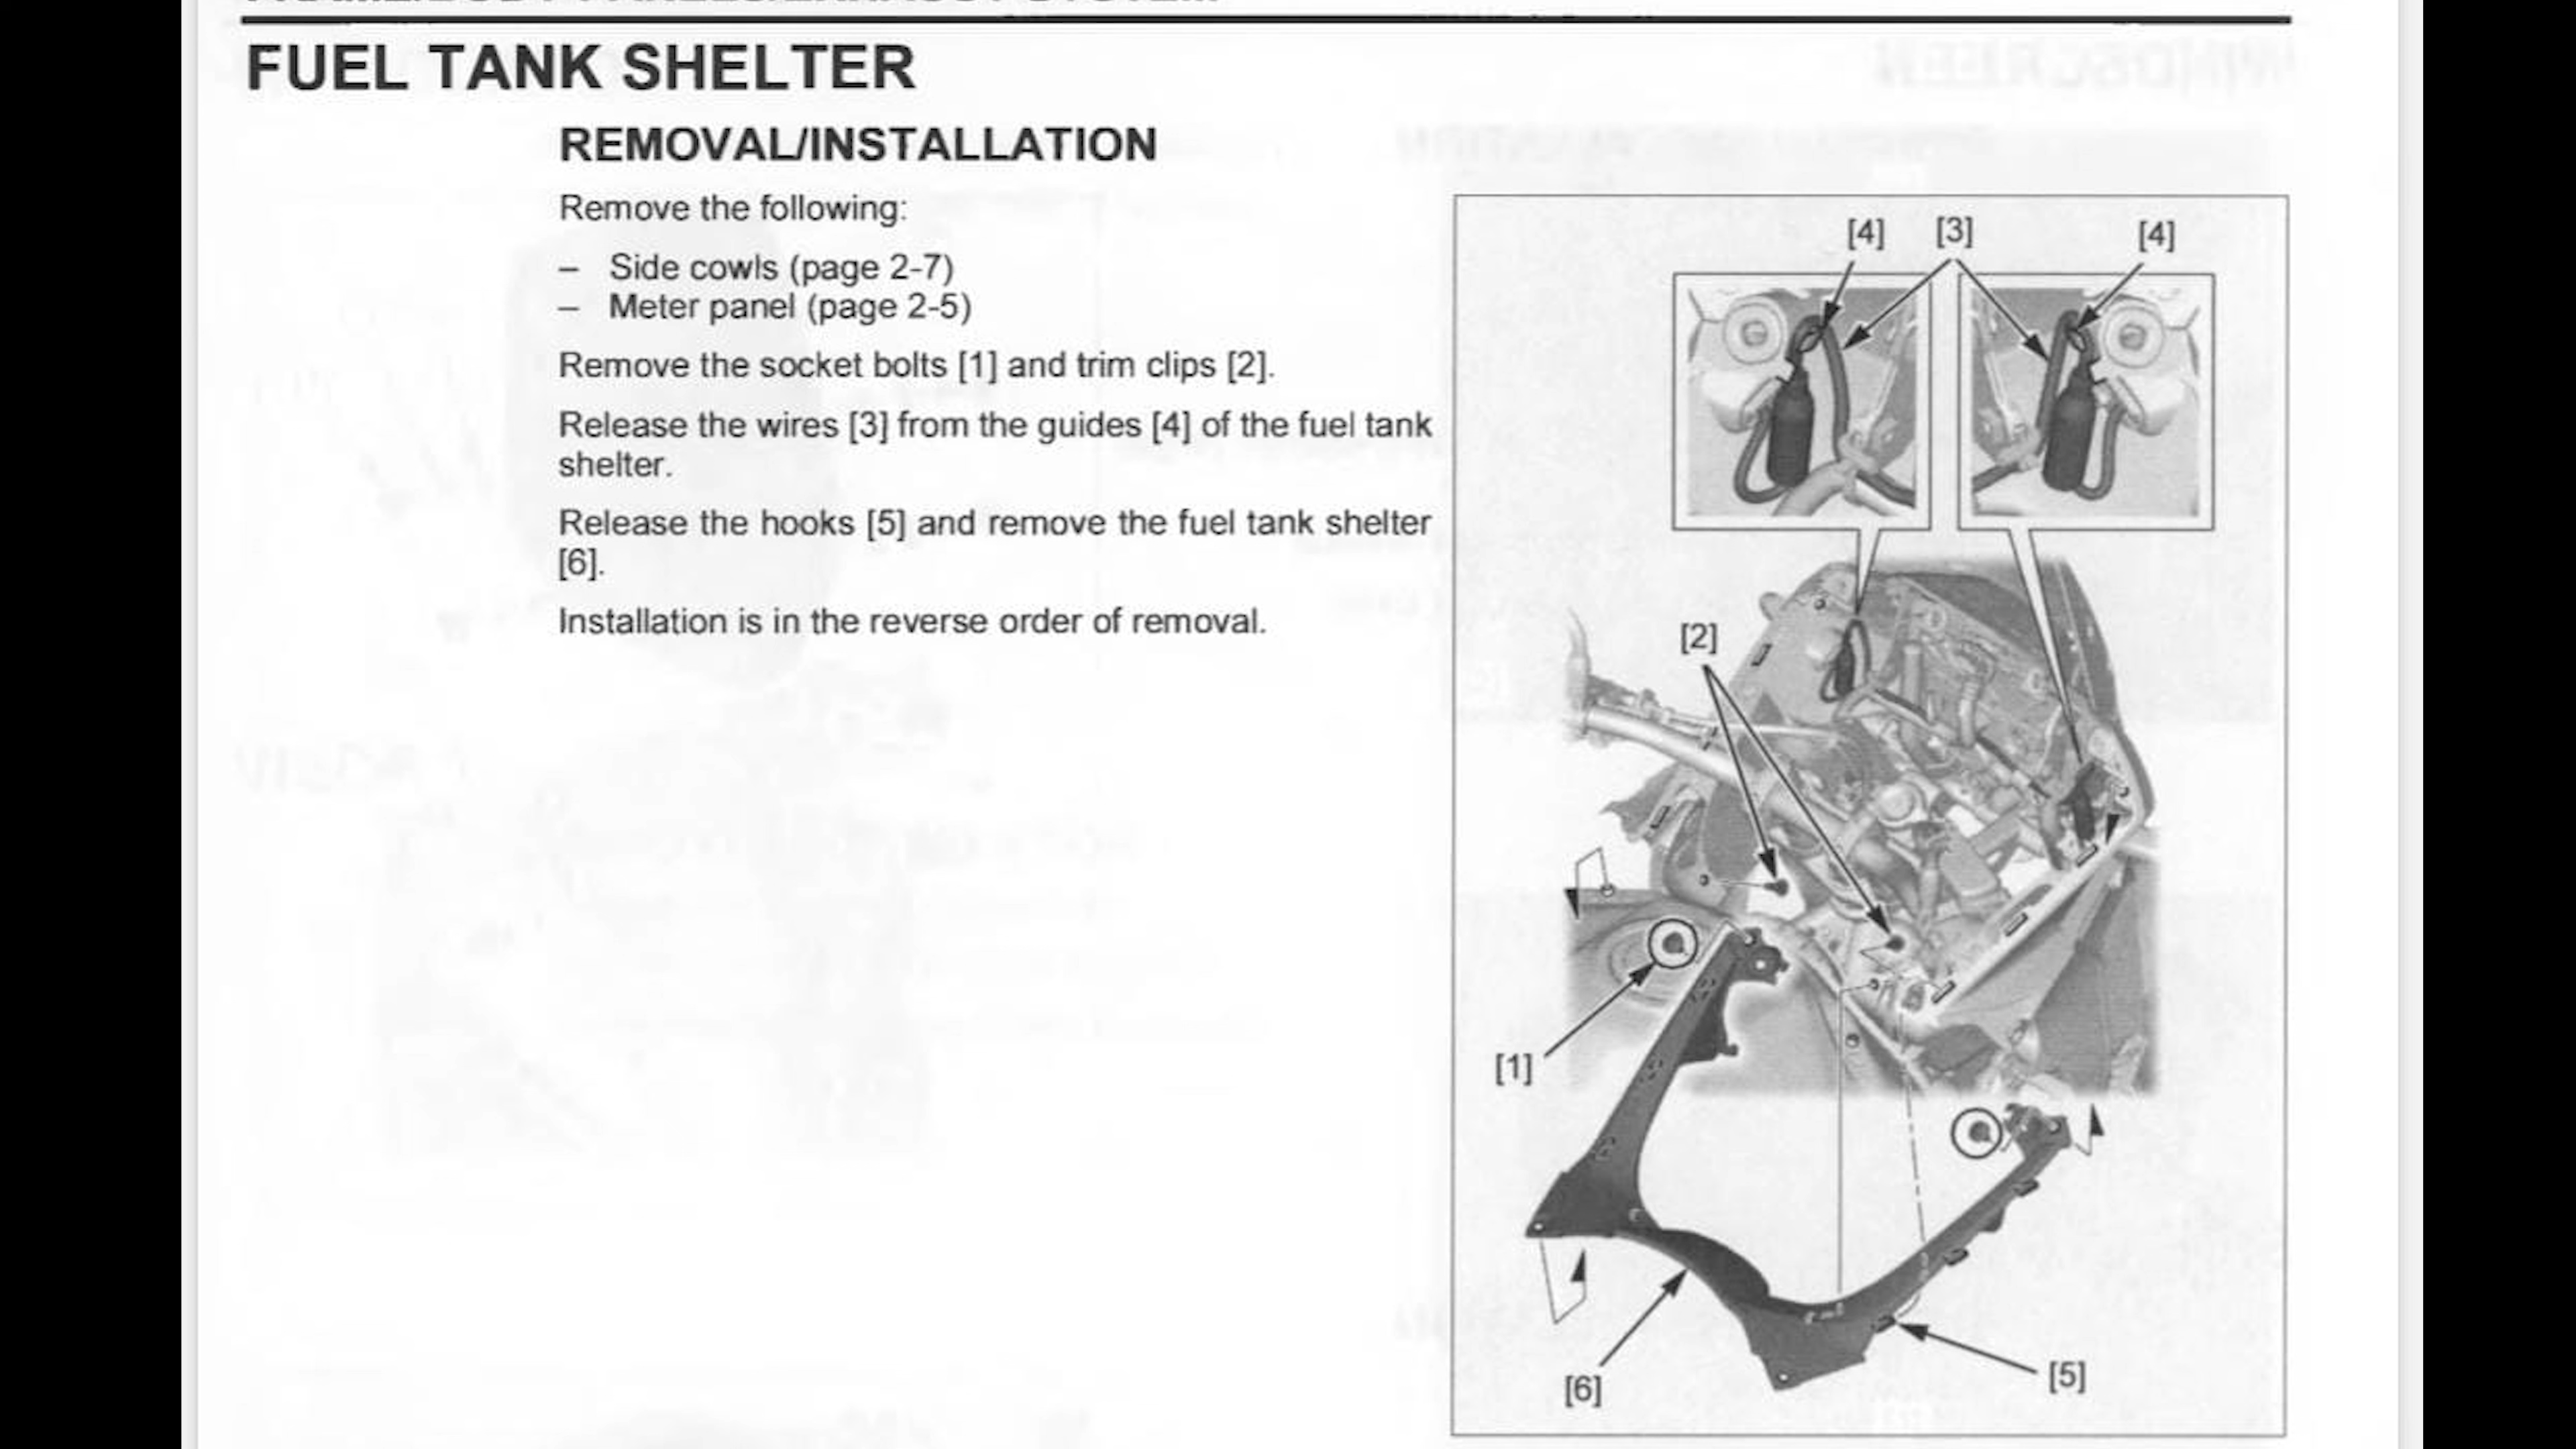 FUEL TANK SHELTER
REMOVAL/INSTALLATION
Remove the following:
– Side cowls (page 2-7)
– Meter panel (page 2-5)
Remove the socket bolts [1] and trim clips [2].
Release the wires [3] from the guides [4] of the fuel tank
shelter.
Release the hooks [5] and remove the fuel tank shelter
[6].
Installation is in the reverse order of removal.
[4] [3] [4]
[2]
[1]
[6]
[5]